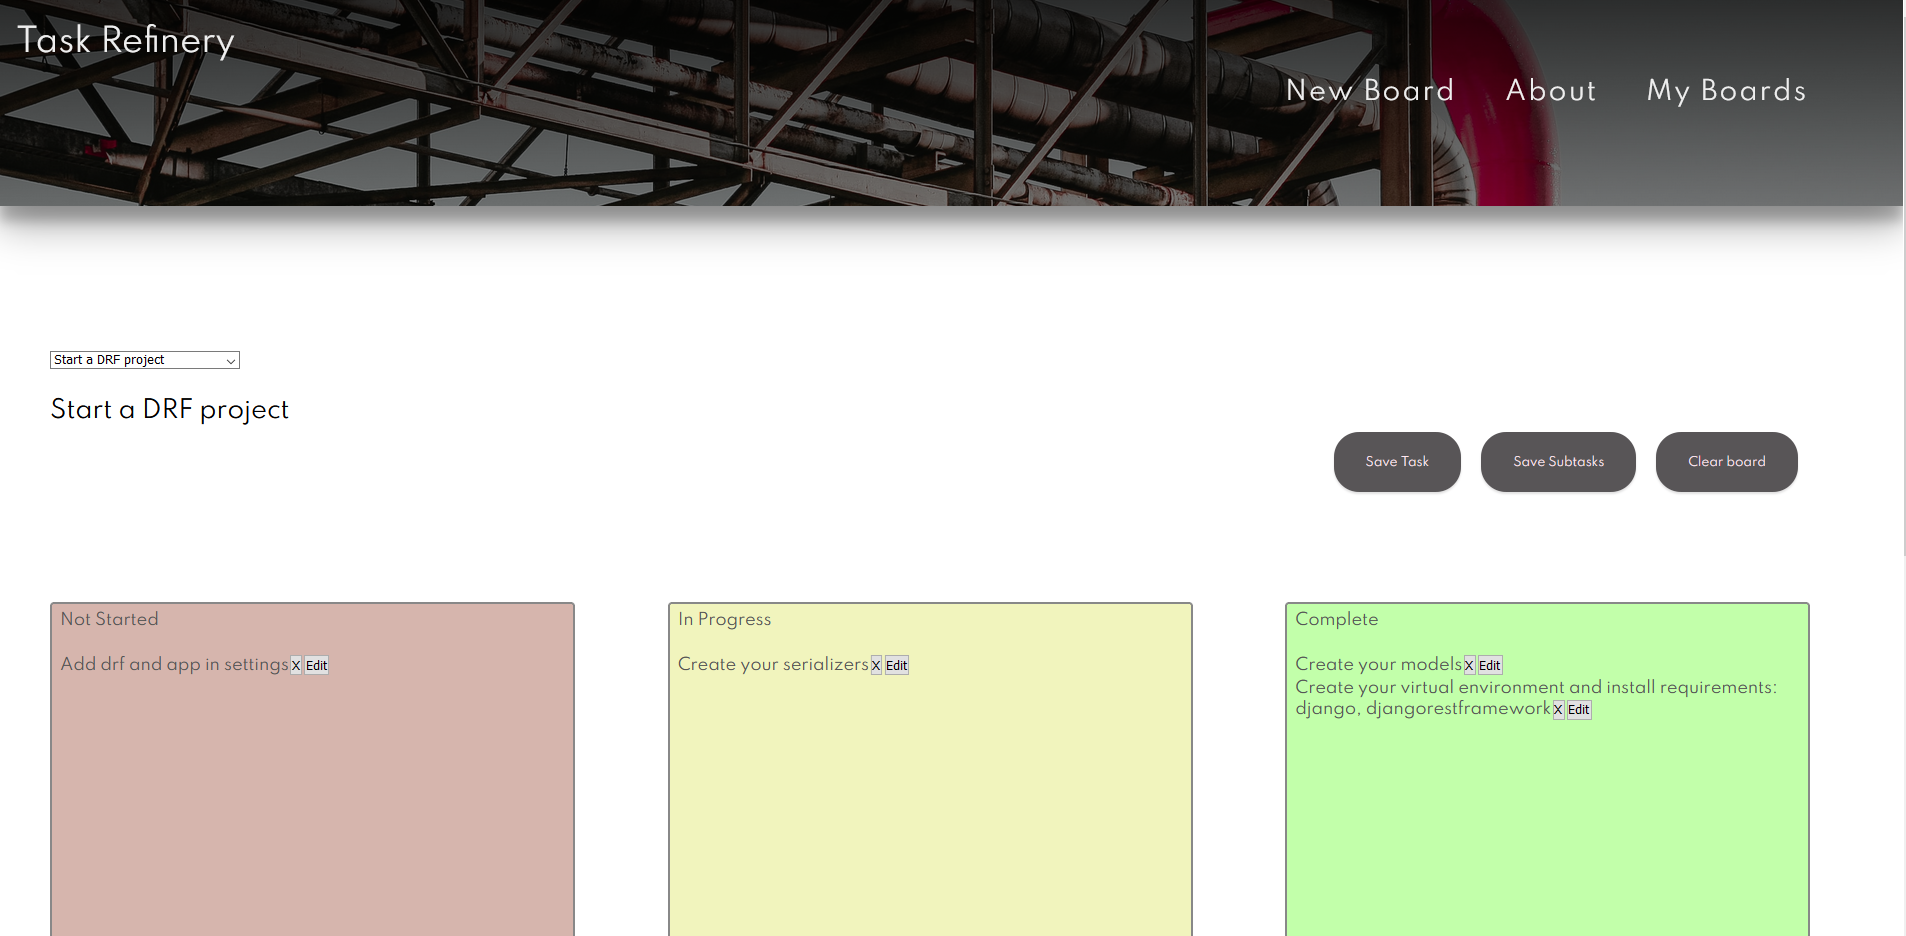 Task Refinery
New Board About My Boards
Start a DRF project
Start a DRF project
Save Task Save Subtasks Clear board
Not Started
Add drf and app in settings X Edit
In Progress
Create your serializers X Edit
Complete
Create your models X Edit
Create your virtual environment and install requirements:
django, djangorestframework X Edit